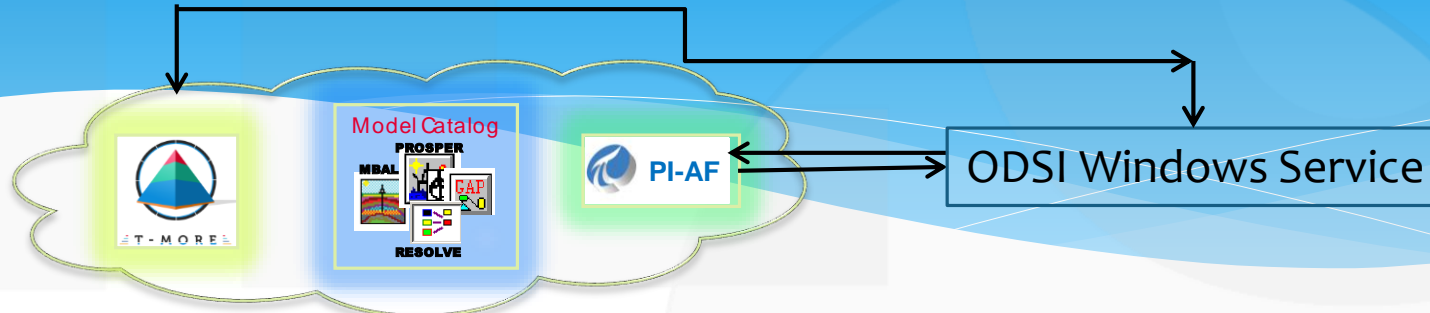 Model Catalog
PROSPER
MBAL
GAP
RESOLVE
T-MORE
PI-AF
ODSI Windows Service